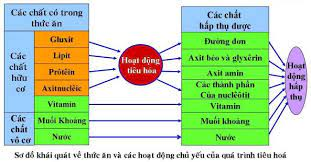 Các chất có trong
thức ăn
Các
chất
hữu
cơ
Gluxit
Lipit
Prôtêin
Axitnuclêic
Vitamin
Các
chất
vô cơ
Muối Khoáng
Nước
Hoạt động
tiêu hóa
Các chất
hấp thụ được
Đường đơn
Axit béo và glyxêrin
Axit amin
Các thành phần
Của nuclêôtit
Vitamin
Muối Khoáng
Nước
Hoạt
động
hấp
thụ
Sơ đồ khái quát về thức ăn và các hoạt động chủ yếu của quá trình tiêu hoá